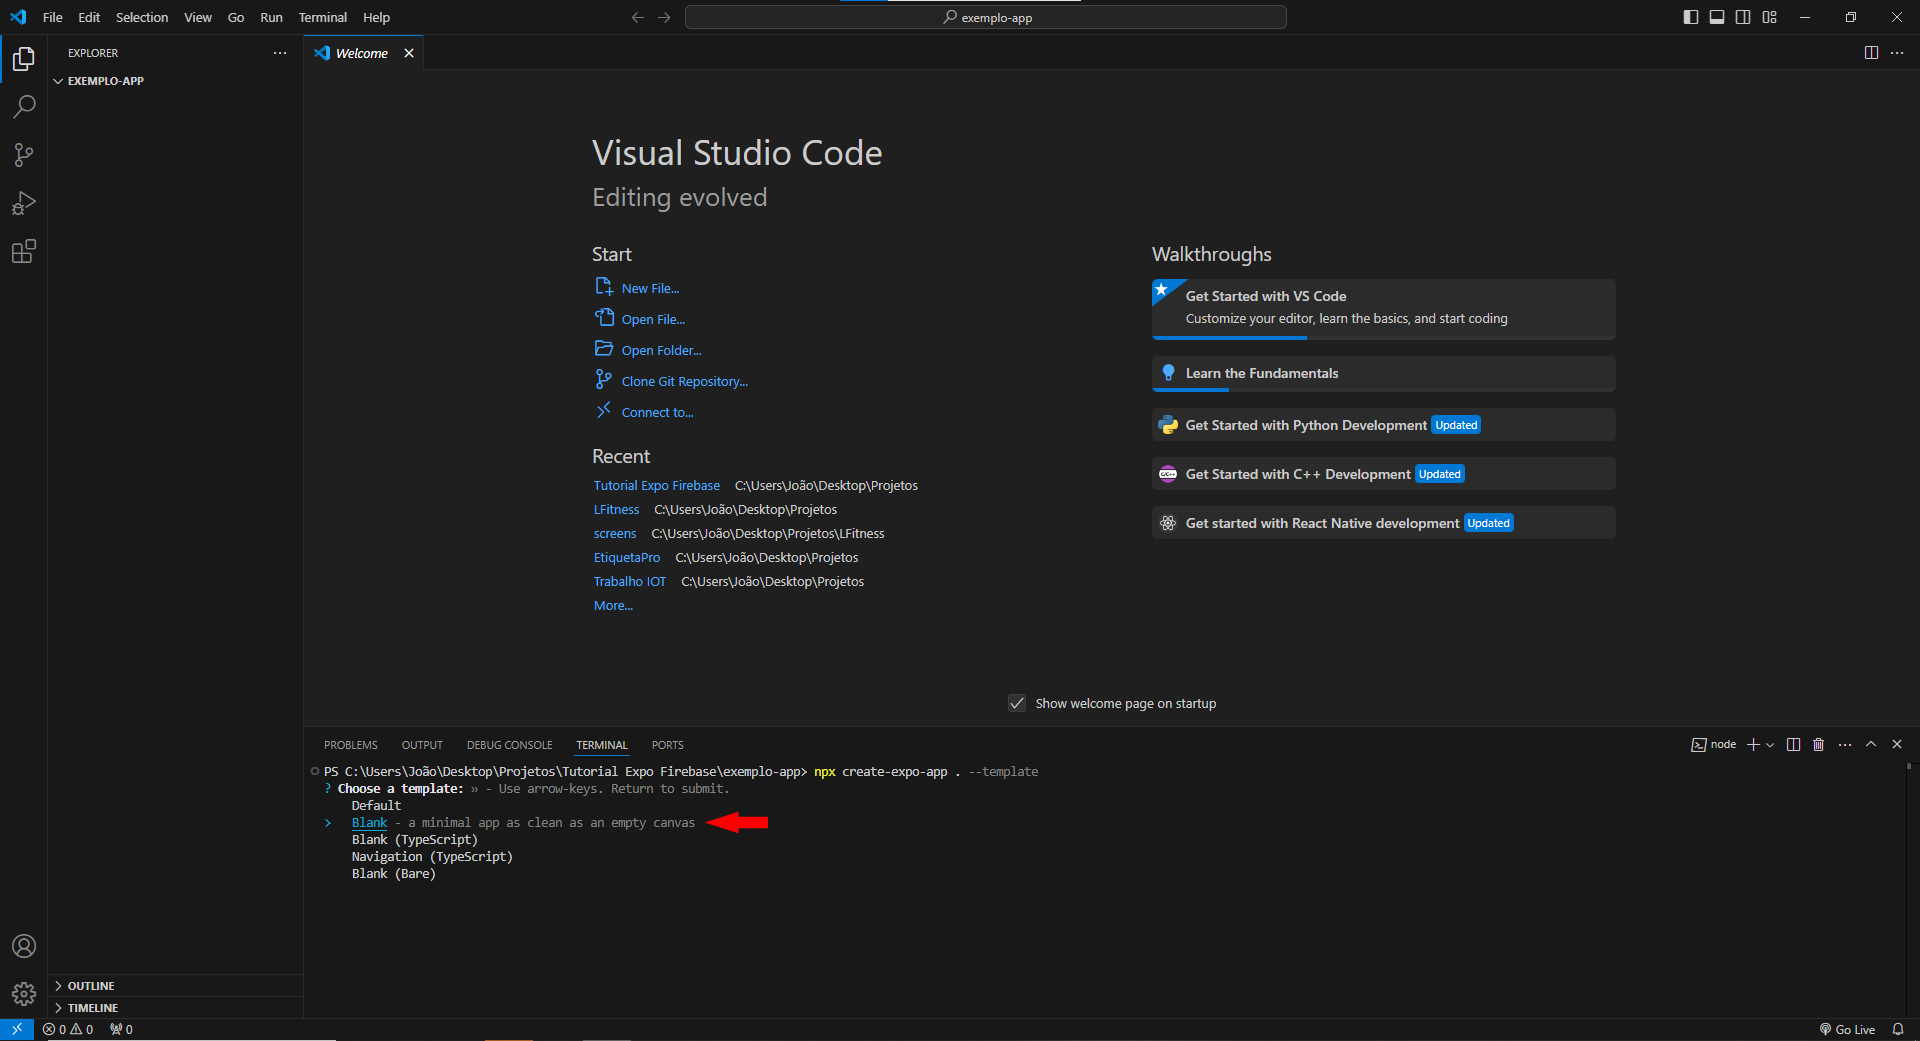 File Edit Selection View Go Run Terminal Help
exemplo-app
EXPLORER
EXEMPLO-APP
Welcome
Visual Studio Code
Editing evolved
Start
New File...
Open File...
Open Folder...
Clone Git Repository...
Connect to...
Recent
Tutorial Expo Firebase C:\Users\João\Desktop\Projetos
LFitness C:\Users\João\Desktop\Projetos
screens C:\Users\João\Desktop\Projetos\LFitness
EtiquetaPro C:\Users\João\Desktop\Projetos
Trabalho IOT C:\Users\João\Desktop\Projetos
More...
Walkthroughs
Get Started with VS Code
Customize your editor, learn the basics, and start coding
Learn the Fundamentals
Get Started with Python Development Updated
C/C++ Get Started with C++ Development Updated
Get started with React Native development Updated
Show welcome page on startup
PROBLEMS OUTPUT DEBUG CONSOLE TERMINAL PORTS
node
PS C:\Users\João\Desktop\Projetos\Tutorial Expo Firebase\exemplo-app> npx create-expo-app . --template
? Choose a template: » - Use arrow-keys. Return to submit.
Default
> Blank - a minimal app as clean as an empty canvas
Blank (TypeScript)
Navigation (TypeScript)
Blank (Bare)
OUTLINE
TIMELINE
0 0 0
Go Live